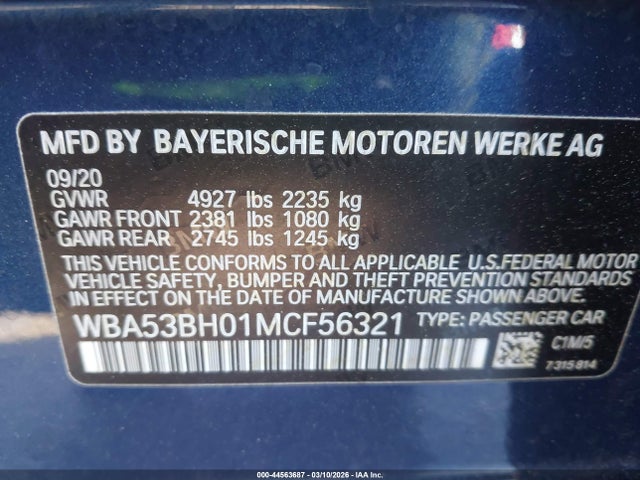 MFD BY BAYERISCHE MOTOREN WERKE AG
09/20
GVWR 4927 lbs 2235 kg
GAWR FRONT 2381 lbs 1080 kg
GAWR REAR 2745 lbs 1245 kg
THIS VEHICLE CONFORMS TO ALL APPLICABLE U.S.FEDERAL MOTOR
VEHICLE SAFETY, BUMPER AND THEFT PREVENTION STANDARDS
IN EFFECT ON THE DATE OF MANUFACTURE SHOWN ABOVE.
WBA53BH01MCF56321 TYPE: PASSENGER CAR
C1M/5
7315814
000-44563687 - 03/10/2026 - IAA Inc.